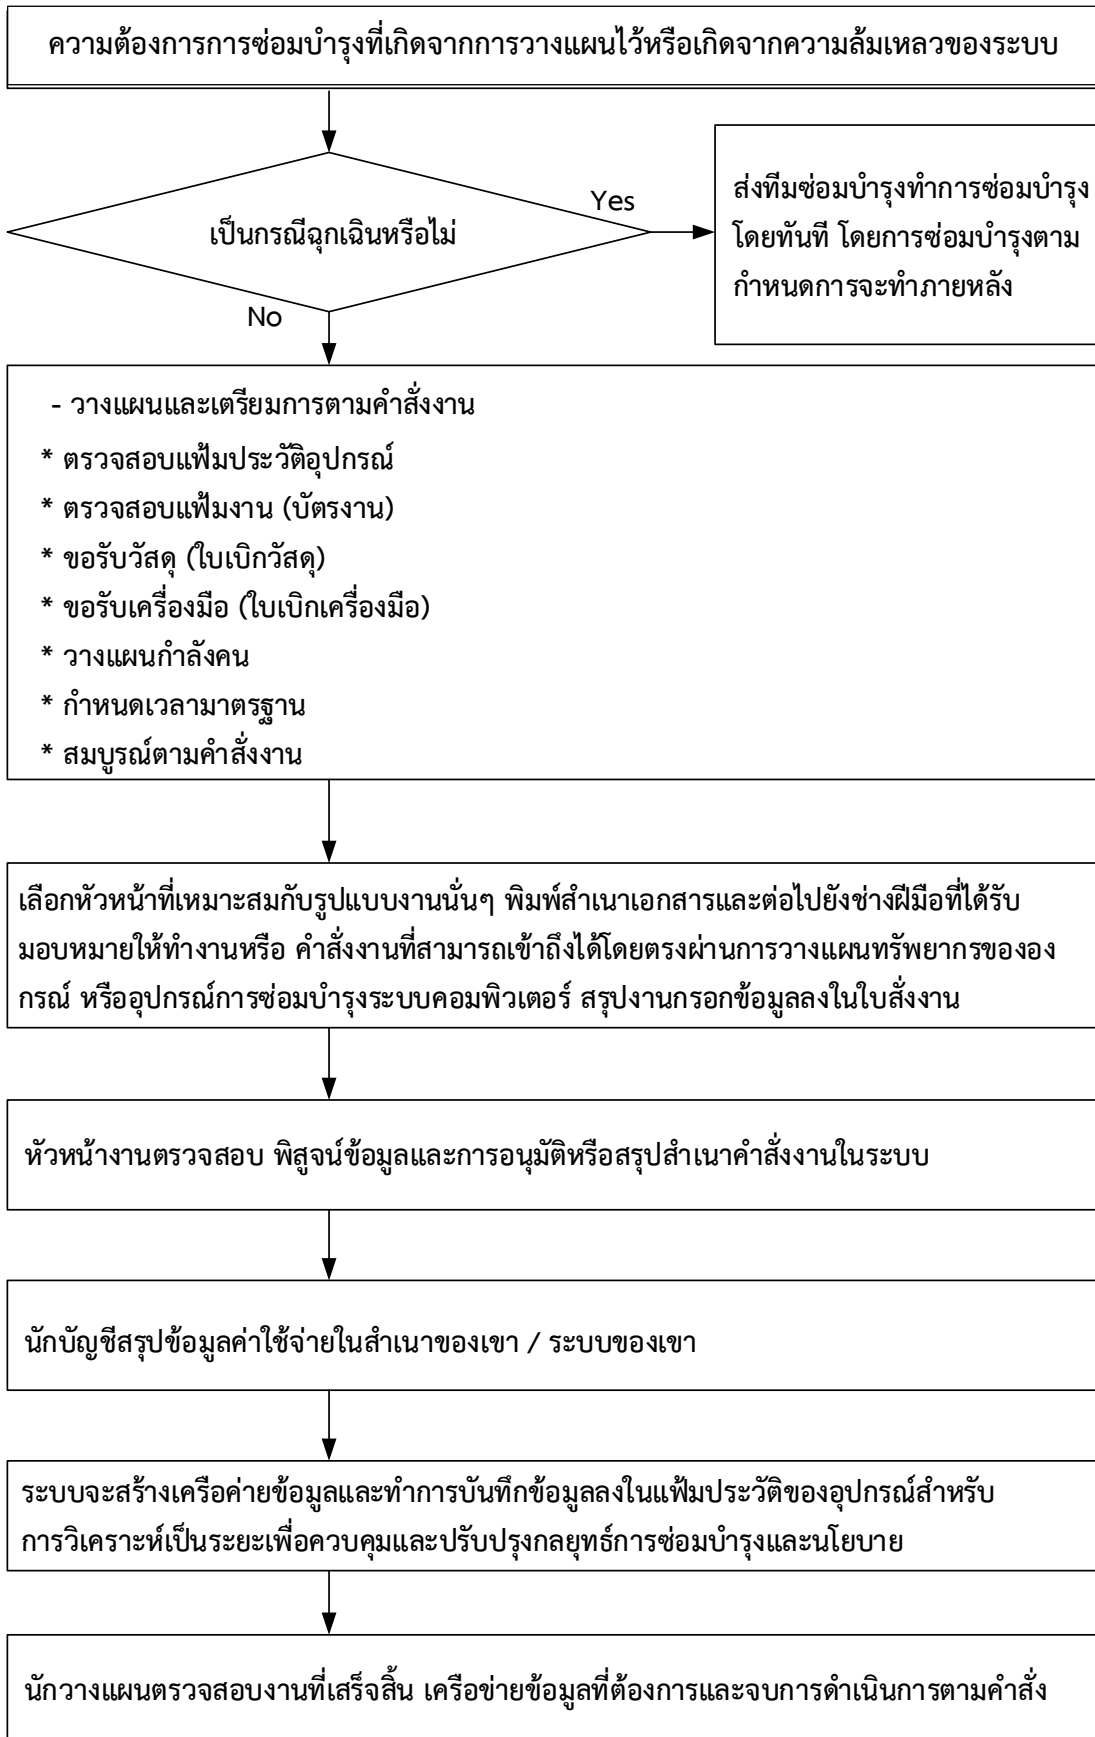 ความต้องการการซ่อมบำรุงที่เกิดจากการวางแผนไว้หรือเกิดจากความล้มเหลวของระบบ
เป็นกรณีฉุกเฉินหรือไม่
Yes
ส่งทีมซ่อมบำรุงทำการซ่อมบำรุง
โดยทันที โดยการซ่อมบำรุงตาม
กำหนดการจะทำภายหลัง
No
- วางแผนและเตรียมการตามคำสั่งงาน
* ตรวจสอบแฟ้มประวัติอุปกรณ์
* ตรวจสอบแฟ้มงาน (บัตรงาน)
* ขอรับวัสดุ (ใบเบิกวัสดุ)
* ขอรับเครื่องมือ (ใบเบิกเครื่องมือ)
* วางแผนกำลังคน
* กำหนดเวลามาตรฐาน
* สมบูรณ์ตามคำสั่งงาน
เลือกหัวหน้าที่เหมาะสมกับรูปแบบงานนั่นๆ พิมพ์สำเนาเอกสารและต่อไปยังช่างฝีมือที่ได้รับ
มอบหมายให้ทำงานหรือ คำสั่งงานที่สามารถเข้าถึงได้โดยตรงผ่านการวางแผนทรัพยากรขององ
กรณ์ หรืออุปกรณ์การซ่อมบำรุงระบบคอมพิวเตอร์ สรุปงานกรอกข้อมูลลงในใบสั่งงาน
หัวหน้างานตรวจสอบ พิสูจน์ข้อมูลและการอนุมัติหรือสรุปสำเนาคำสั่งงานในระบบ
นักบัญชีสรุปข้อมูลค่าใช้จ่ายในสำเนาของเขา / ระบบของเขา
ระบบจะสร้างเครือค่ายข้อมูลและทำการบันทึกข้อมูลลงในแฟ้มประวัติของอุปกรณ์สำหรับ
การวิเคราะห์เป็นระยะเพื่อควบคุมและปรับปรุงกลยุทธ์การซ่อมบำรุงและนโยบาย
นักวางแผนตรวจสอบงานที่เสร็จสิ้น เครือข่ายข้อมูลที่ต้องการและจบการดำเนินการตามคำสั่ง